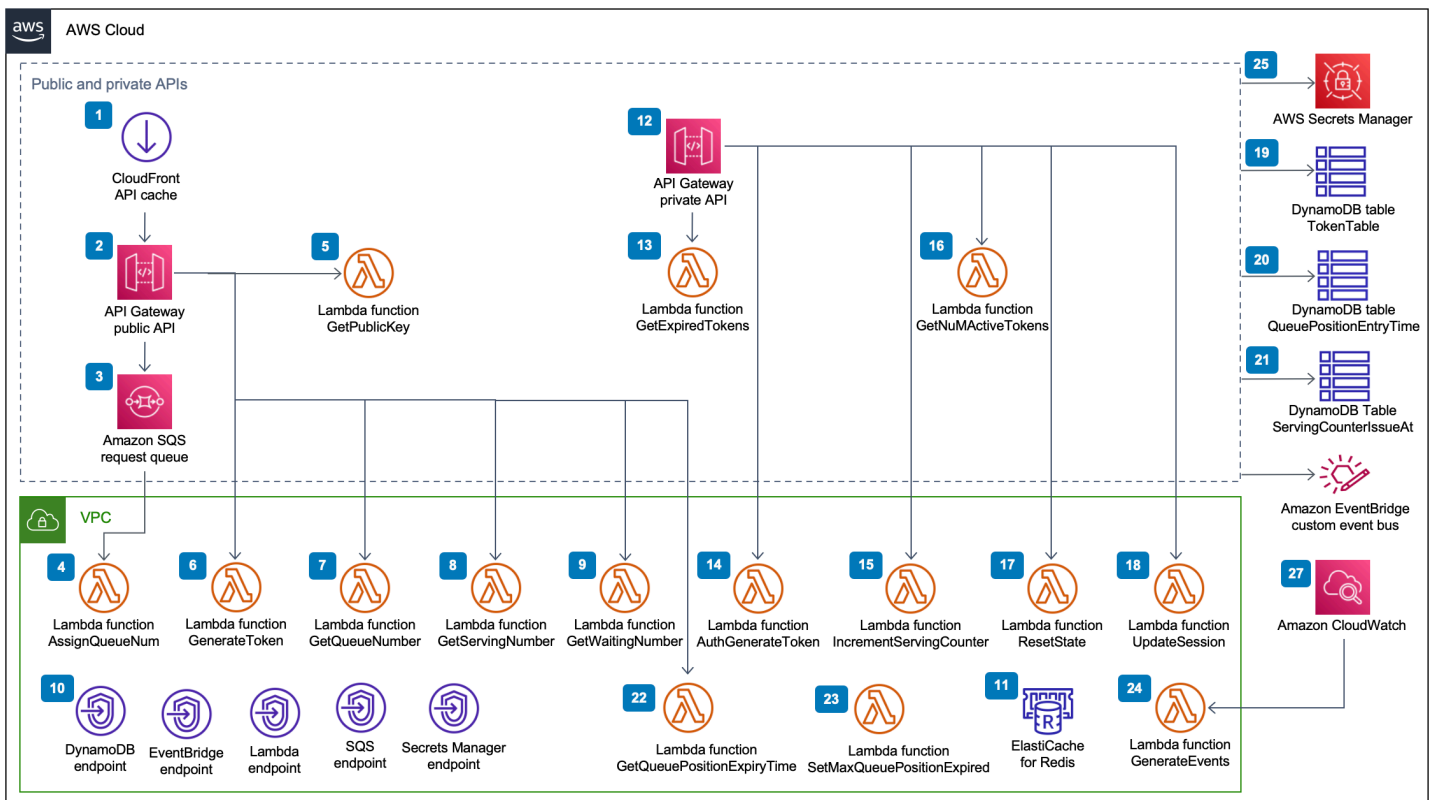 aws
AWS Cloud
Public and private APIs
1
CloudFront
API cache
2
API Gateway
public API
3
Amazon SQS
request queue
5
Lambda function
GetPublicKey
12
API Gateway
private API
13
Lambda function
GetExpiredTokens
16
Lambda function
GetNuMActiveTokens
25
AWS Secrets Manager
19
DynamoDB table
TokenTable
20
DynamoDB table
QueuePositionEntryTime
21
DynamoDB Table
ServingCounterIssueAt
Amazon EventBridge
custom event bus
27
Amazon CloudWatch
VPC
4
Lambda function
AssignQueueNum
6
Lambda function
GenerateToken
7
Lambda function
GetQueueNumber
8
Lambda function
GetServingNumber
9
Lambda function
GetWaitingNumber
14
Lambda function
AuthGenerateToken
15
Lambda function
IncrementServingCounter
17
Lambda function
ResetState
18
Lambda function
UpdateSession
10
DynamoDB
endpoint
EventBridge
endpoint
Lambda
endpoint
SQS
endpoint
Secrets Manager
endpoint
22
Lambda function
GetQueuePositionExpiryTime
23
Lambda function
SetMaxQueuePositionExpired
11
R
ElastiCache
for Redis
24
Lambda function
GenerateEvents